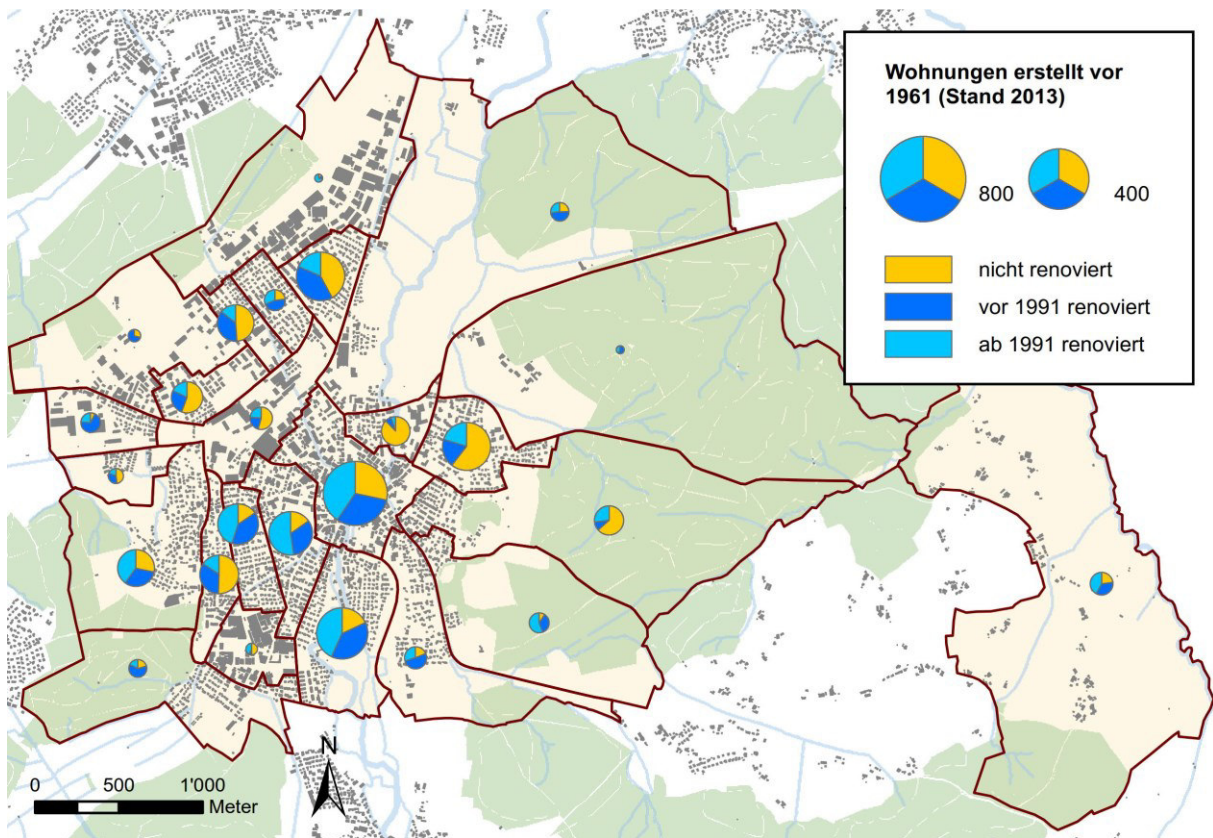 Wohnungen erstellt vor
1961 (Stand 2013)
800
400
nicht renoviert
vor 1991 renoviert
ab 1991 renoviert
N
0 500 1'000
Meter